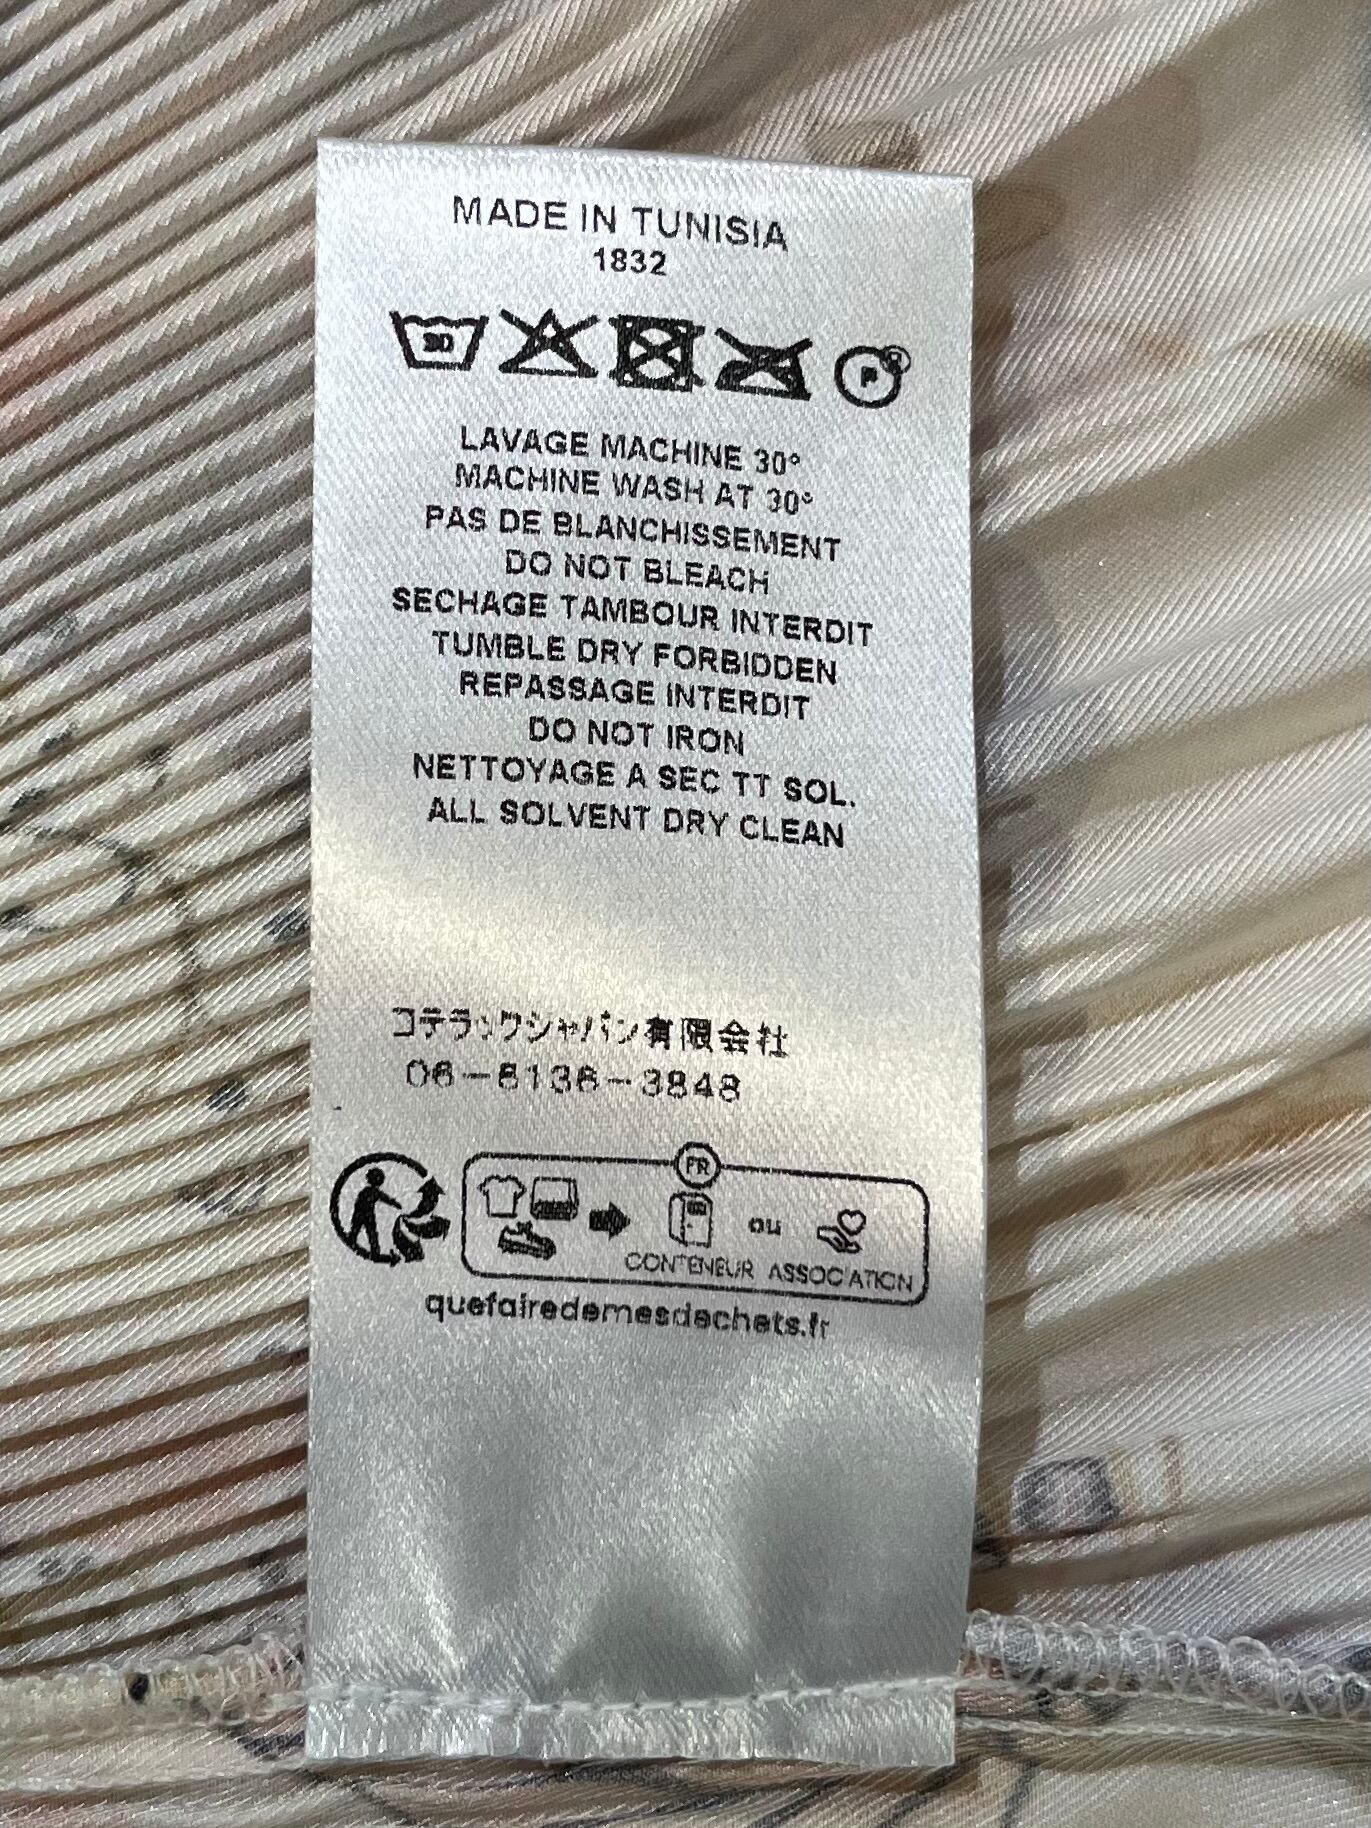 MADE IN TUNISIA
1832
30
P
LAVAGE MACHINE 30°
MACHINE WASH AT 30°
PAS DE BLANCHISSEMENT
DO NOT BLEACH
SECHAGE TAMBOUR INTERDIT
TUMBLE DRY FORBIDDEN
REPASSAGE INTERDIT
DO NOT IRON
NETTOYAGE A SEC TT SOL.
ALL SOLVENT DRY CLEAN
コテラックジャパン有限会社
06-6136-3848
FR
ou
CONTENEUR ASSOCIATION
quefairedemesdechets.fr